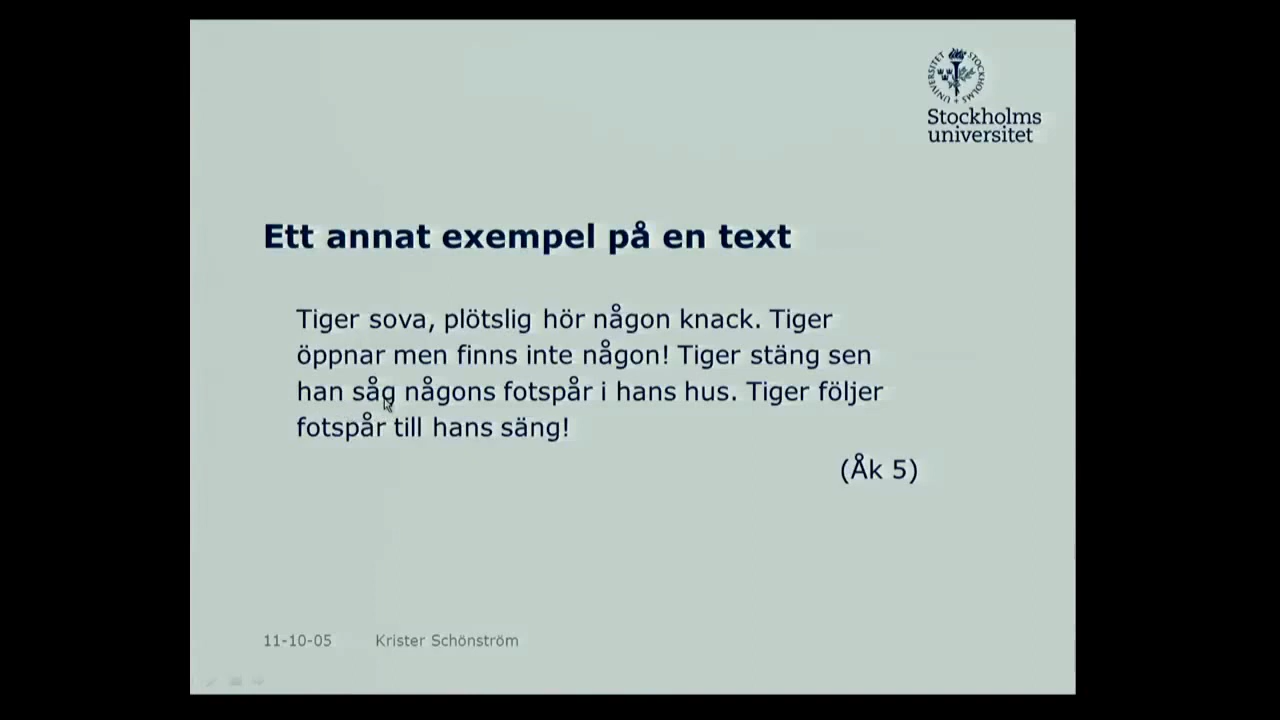 STOCKHOLMS UNIVERSITET
Stockholms
universitet
Ett annat exempel på en text
Tiger sova, plötslig hör någon knack. Tiger
öppnar men finns inte någon! Tiger stäng sen
han såg någons fotspår i hans hus. Tiger följer
fotspår till hans säng!
(Åk 5)
11-10-05 Krister Schönström